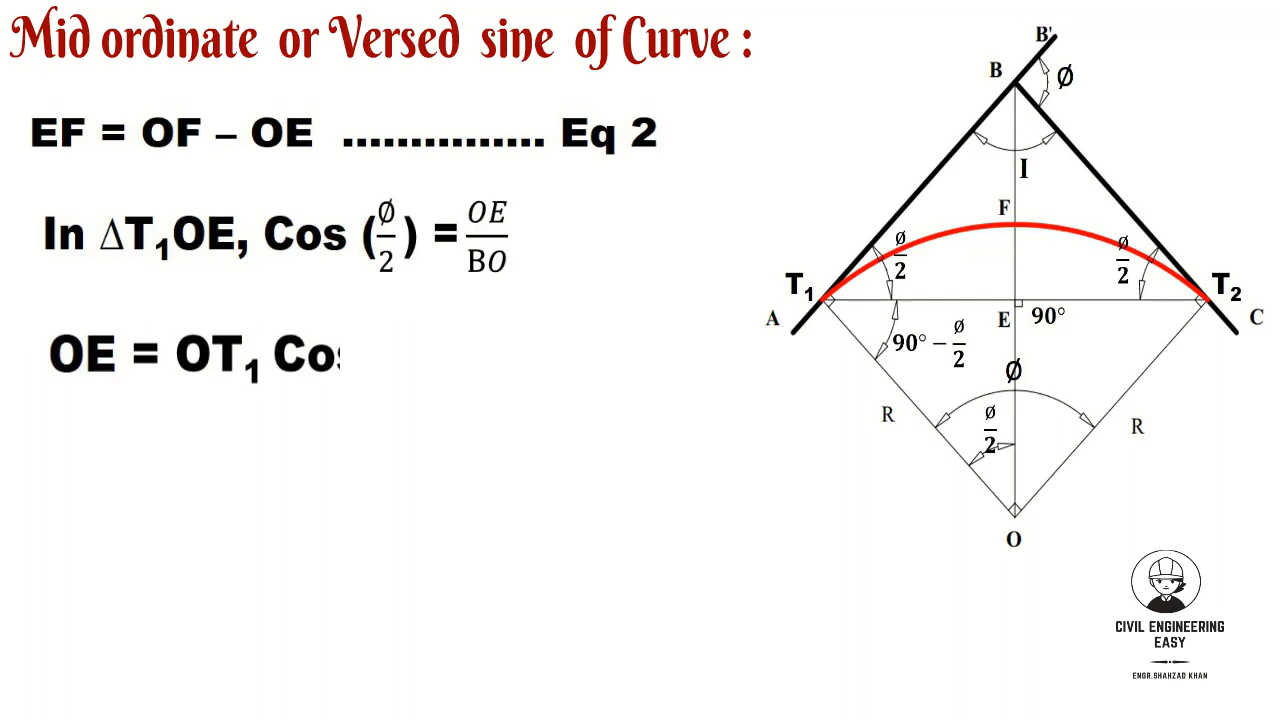 Mid ordinate or Versed sine of Curve :
EF = OF – OE ............... Eq 2
In ΔT₁OE, Cos (ø/2) = OE/BO
OE = OT₁ Cos
B'
B
Ø
I
F
ø/2
ø/2
T₁
T₂
A
E
90°
C
90° – ø/2
Ø
R
ø/2
R
O
CIVIL ENGINEERING
EASY
ENGR.SHAHZAD KHAN